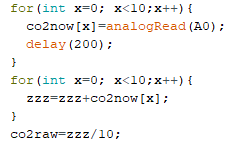 for(int x=0; x<10;x++){
co2now[x]=analogRead(A0);
delay(200);
}
for(int x=0; x<10;x++){
zzz=zzz+co2now[x];
}
co2raw=zzz/10;